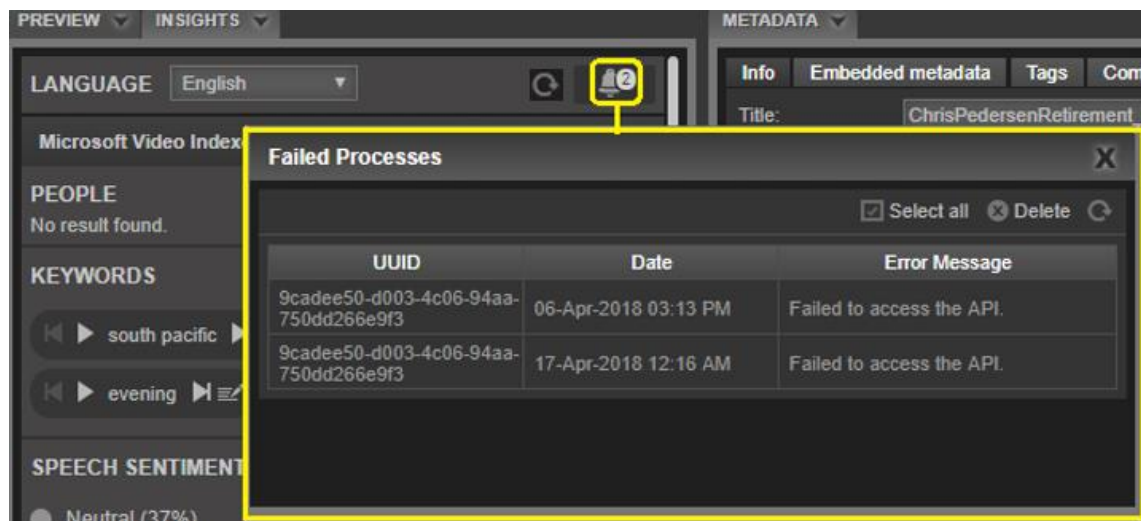 PREVIEW INSIGHTS METADATA
LANGUAGE English 2
Info Embedded metadata Tags Com
Title: ChrisPedersenRetirement_
Microsoft Video Index
Failed Processes X
PEOPLE
No result found.
Select all Delete
KEYWORDS
UUID Date Error Message
9cadee50-d003-4c06-94aa-
750dd266e9f3 06-Apr-2018 03:13 PM Failed to access the API.
south pacific
9cadee50-d003-4c06-94aa-
750dd266e9f3 17-Apr-2018 12:16 AM Failed to access the API.
evening
SPEECH SENTIMENT
Neutral (37%)